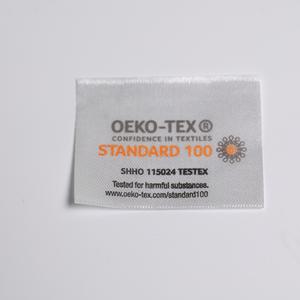 OEKO-TEX®
CONFIDENCE IN TEXTILES
STANDARD 100
SHHO 115024 TESTEX
Tested for harmful substances.
www.oeko-tex.com/standard100